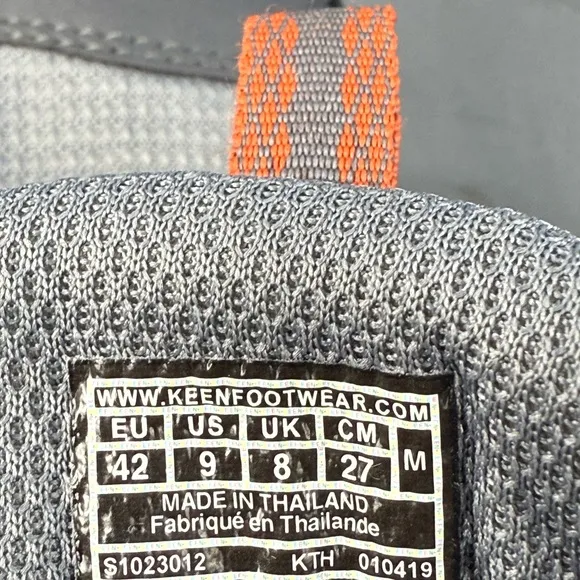 WWW.KEENFOOTWEAR.COM
EU US UK CM M
42 9 8 27
MADE IN THAILAND
Fabriqué en Thaïlande
S1023012 KTH 010419